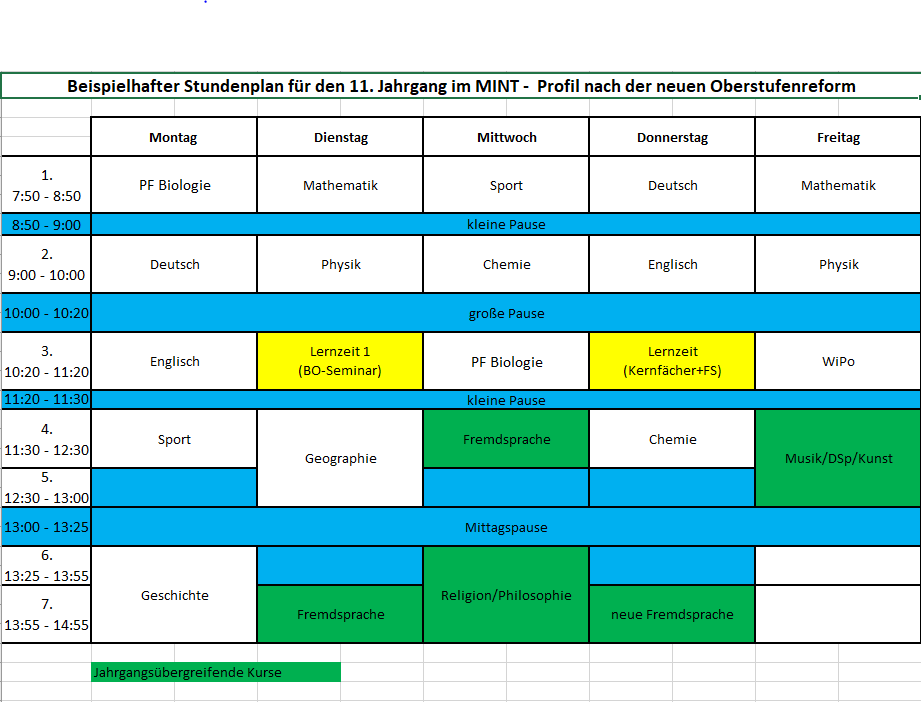 Beispielhafter Stundenplan für den 11. Jahrgang im MINT - Profil nach der neuen Oberstufenreform
Montag Dienstag Mittwoch Donnerstag Freitag
1.
7:50 - 8:50
PF Biologie Mathematik Sport Deutsch Mathematik
8:50 - 9:00 kleine Pause
2.
9:00 - 10:00
Deutsch Physik Chemie Englisch Physik
10:00 - 10:20 große Pause
3.
10:20 - 11:20
Englisch
Lernzeit 1
(BO-Seminar)
PF Biologie
Lernzeit
(Kernfächer+FS)
WiPo
11:20 - 11:30 kleine Pause
4.
11:30 - 12:30
Sport
Geographie
Fremdsprache
Chemie
Musik/DSp/Kunst
5.
12:30 - 13:00
13:00 - 13:25 Mittagspause
6.
13:25 - 13:55
Geschichte
Religion/Philosophie
7.
13:55 - 14:55
Fremdsprache
neue Fremdsprache
Jahrgangsübergreifende Kurse